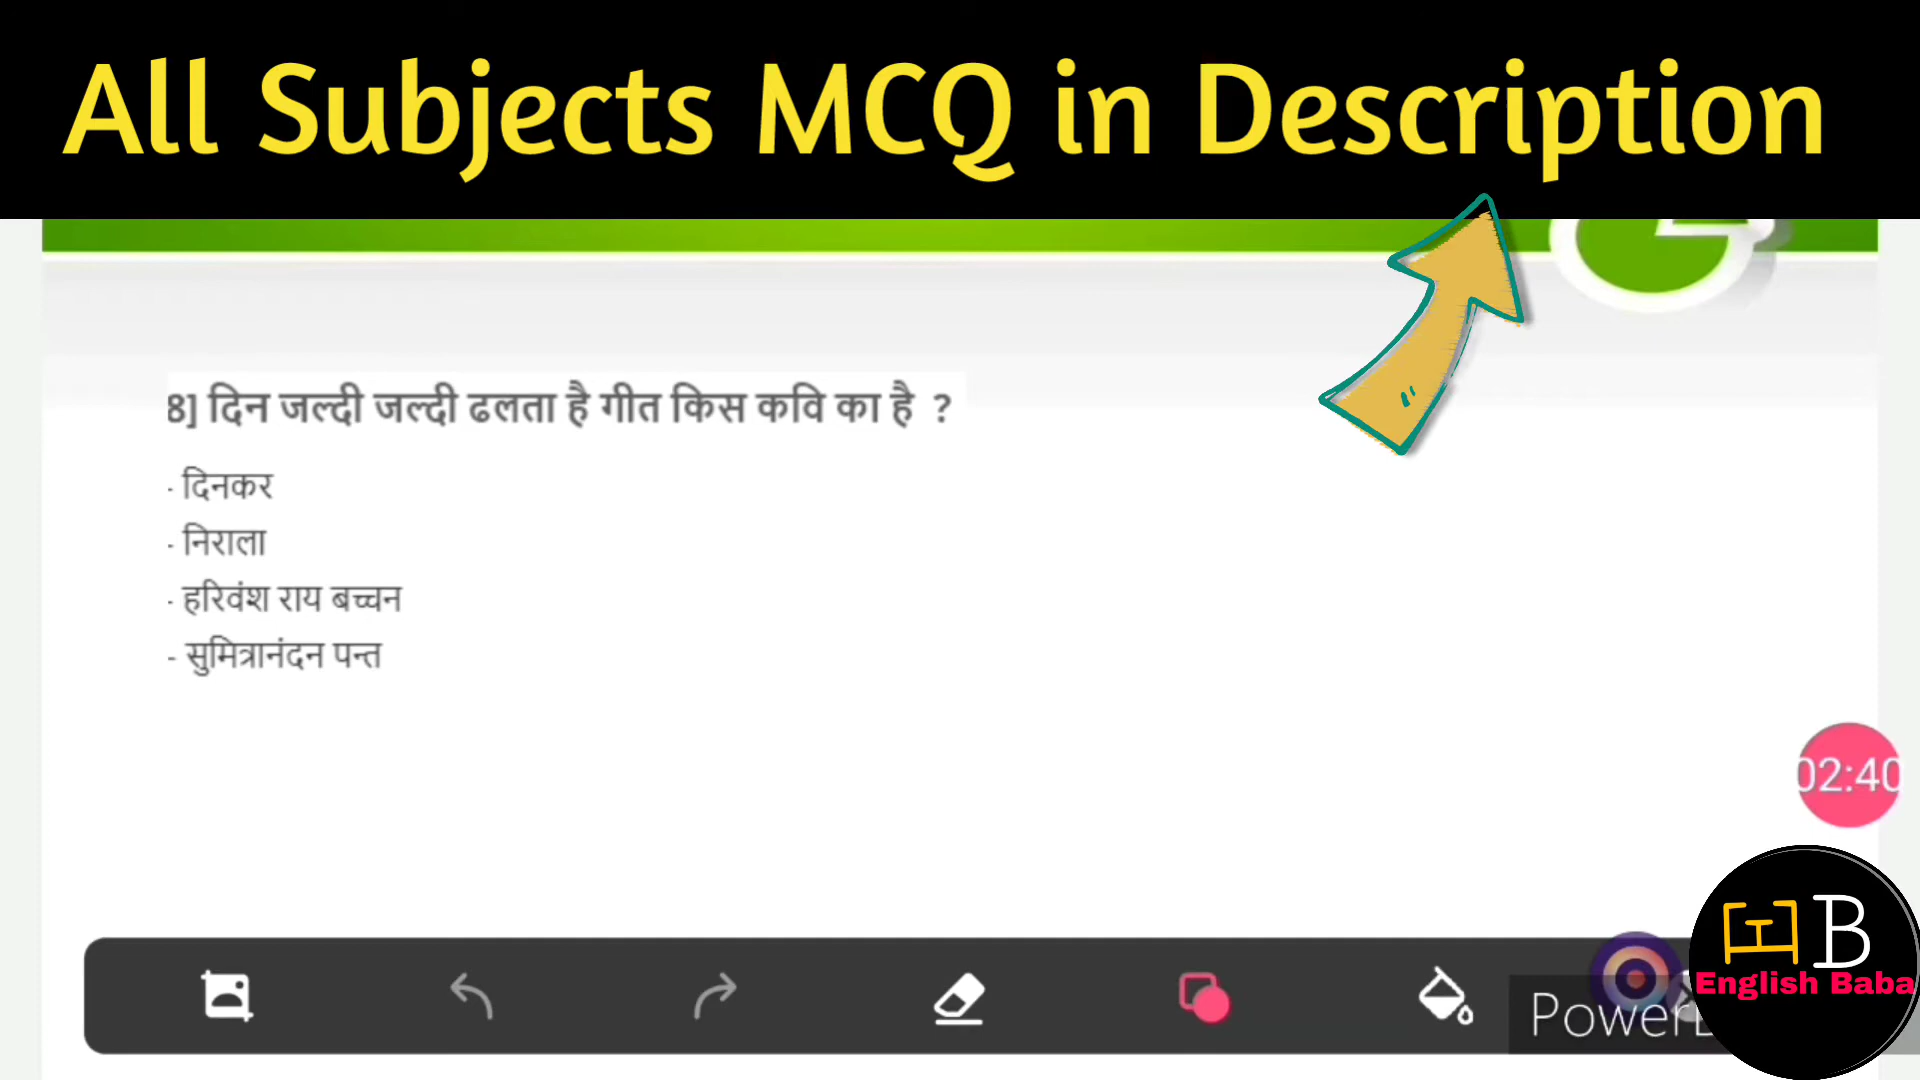 All Subjects MCQ in Description
8] दिन जल्दी जल्दी ढलता है गीत किस कवि का है ?
- दिनकर
- निराला
- हरिवंश राय बच्चन
- सुमित्रानंदन पन्त
02:40
B
English Baba